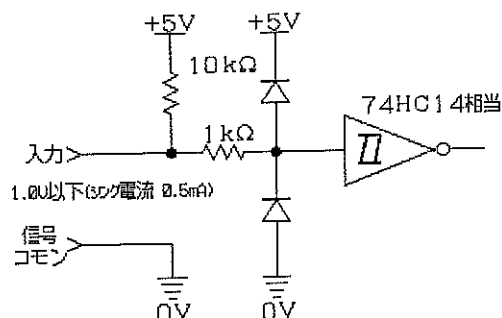 +5V
+5V
10kΩ
74HC14相当
1kΩ
入力
1.0V以下(シンク電流 0.5mA)
信号
コモン
0V
0V